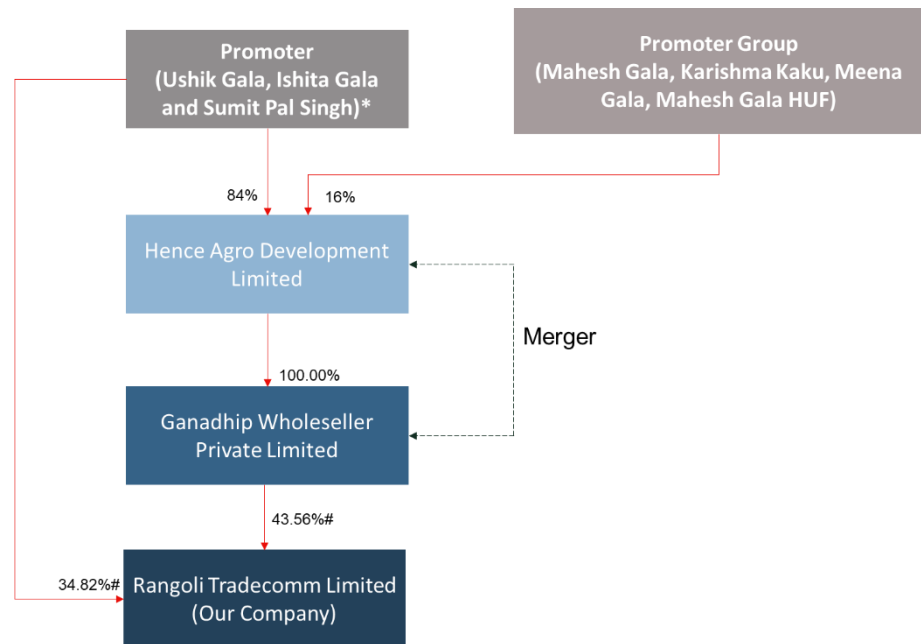 Promoter
(Ushik Gala, Ishita Gala
and Sumit Pal Singh)*
Promoter Group
(Mahesh Gala, Karishma Kaku, Meena
Gala, Mahesh Gala HUF)
84%
16%
Hence Agro Development
Limited
Merger
100.00%
Ganadhip Wholeseller
Private Limited
43.56%#
34.82%#
Rangoli Tradecomm Limited
(Our Company)